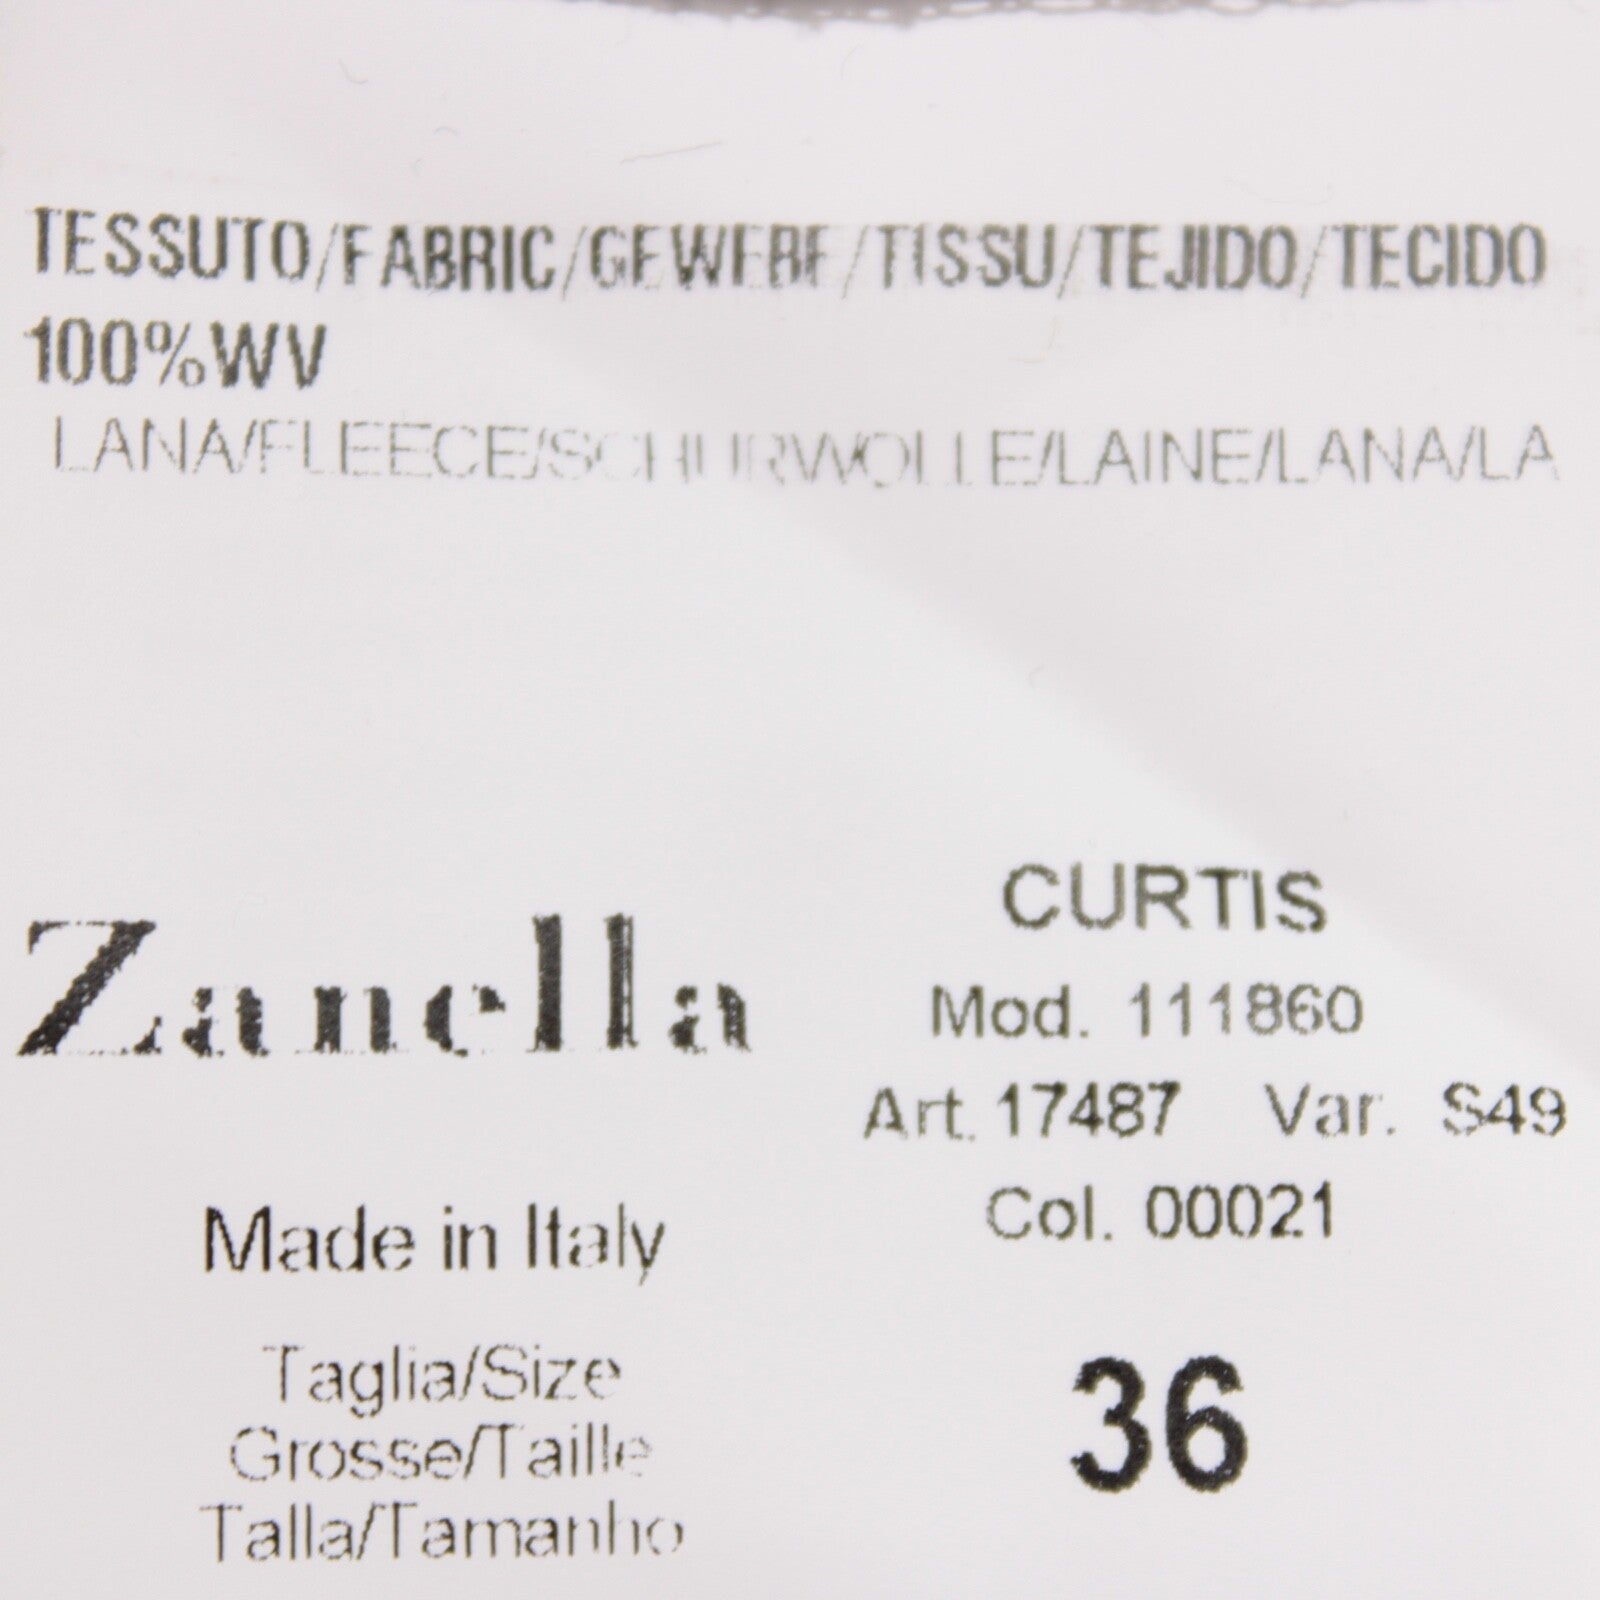 TESSUTO/FABRIC/GEWEBE/TISSU/TEJIDO/TECIDO
100%WV
LANA/FLEECE/SCHURWOLLE/LAINE/LANA/LA
Zanella
Made in Italy
Taglia/Size
Grosse/Taille
Talla/Tamanho
CURTIS
Mod. 111860
Art. 17487 Var. S49
Col. 00021
36